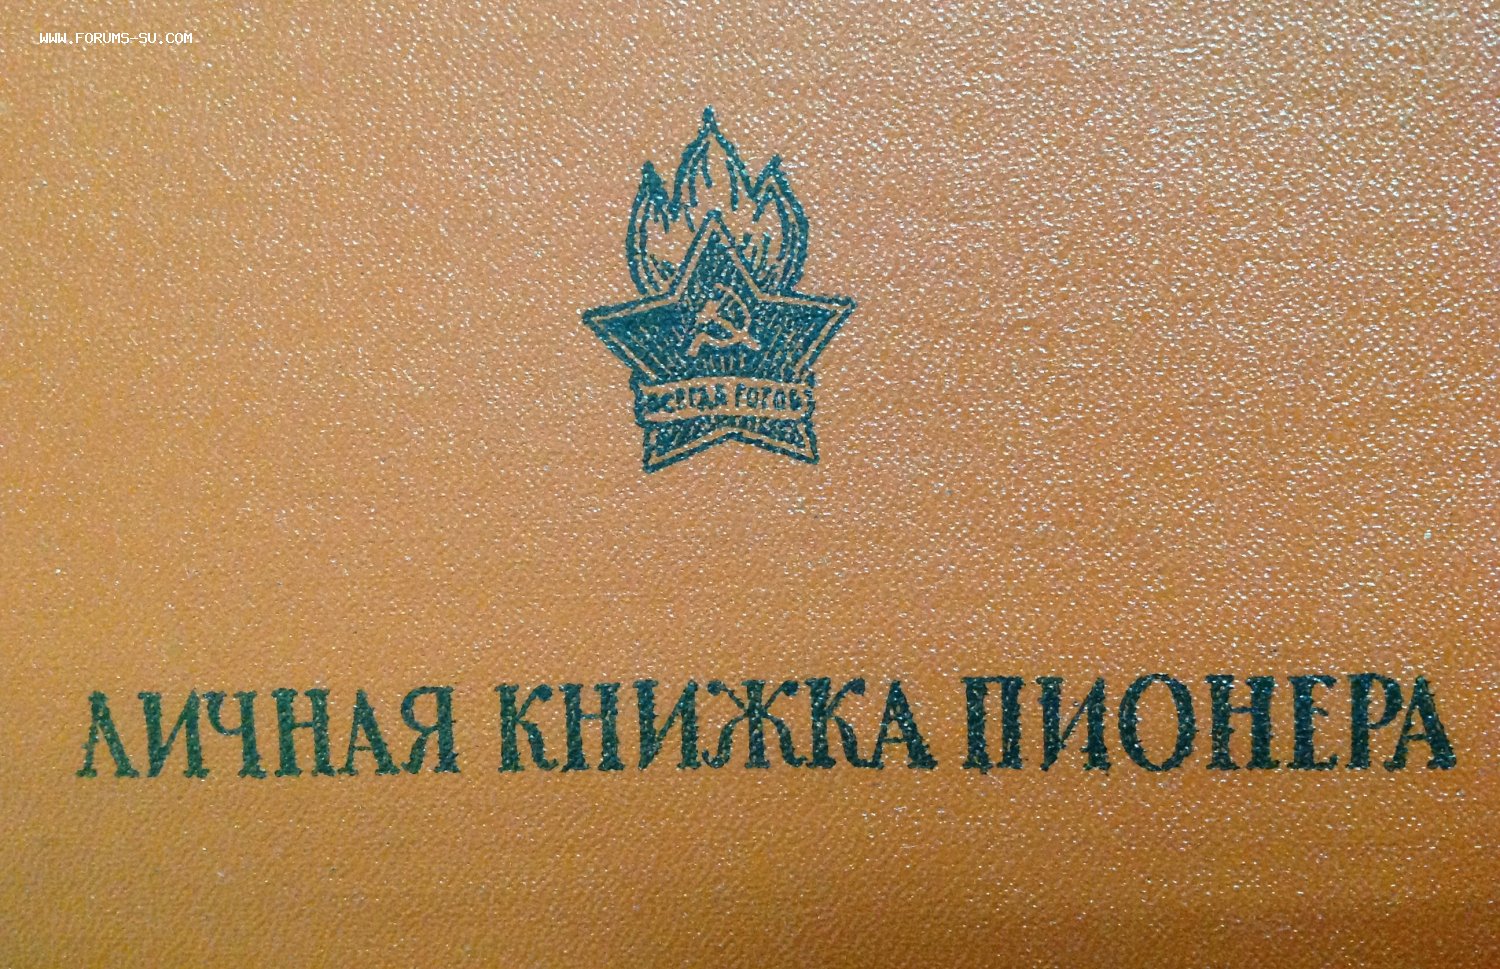 WWW.FORUMS-SU.COM
ВСЕГДА ГОТОВ
ЛИЧНАЯ КНИЖКА ПИОНЕРА